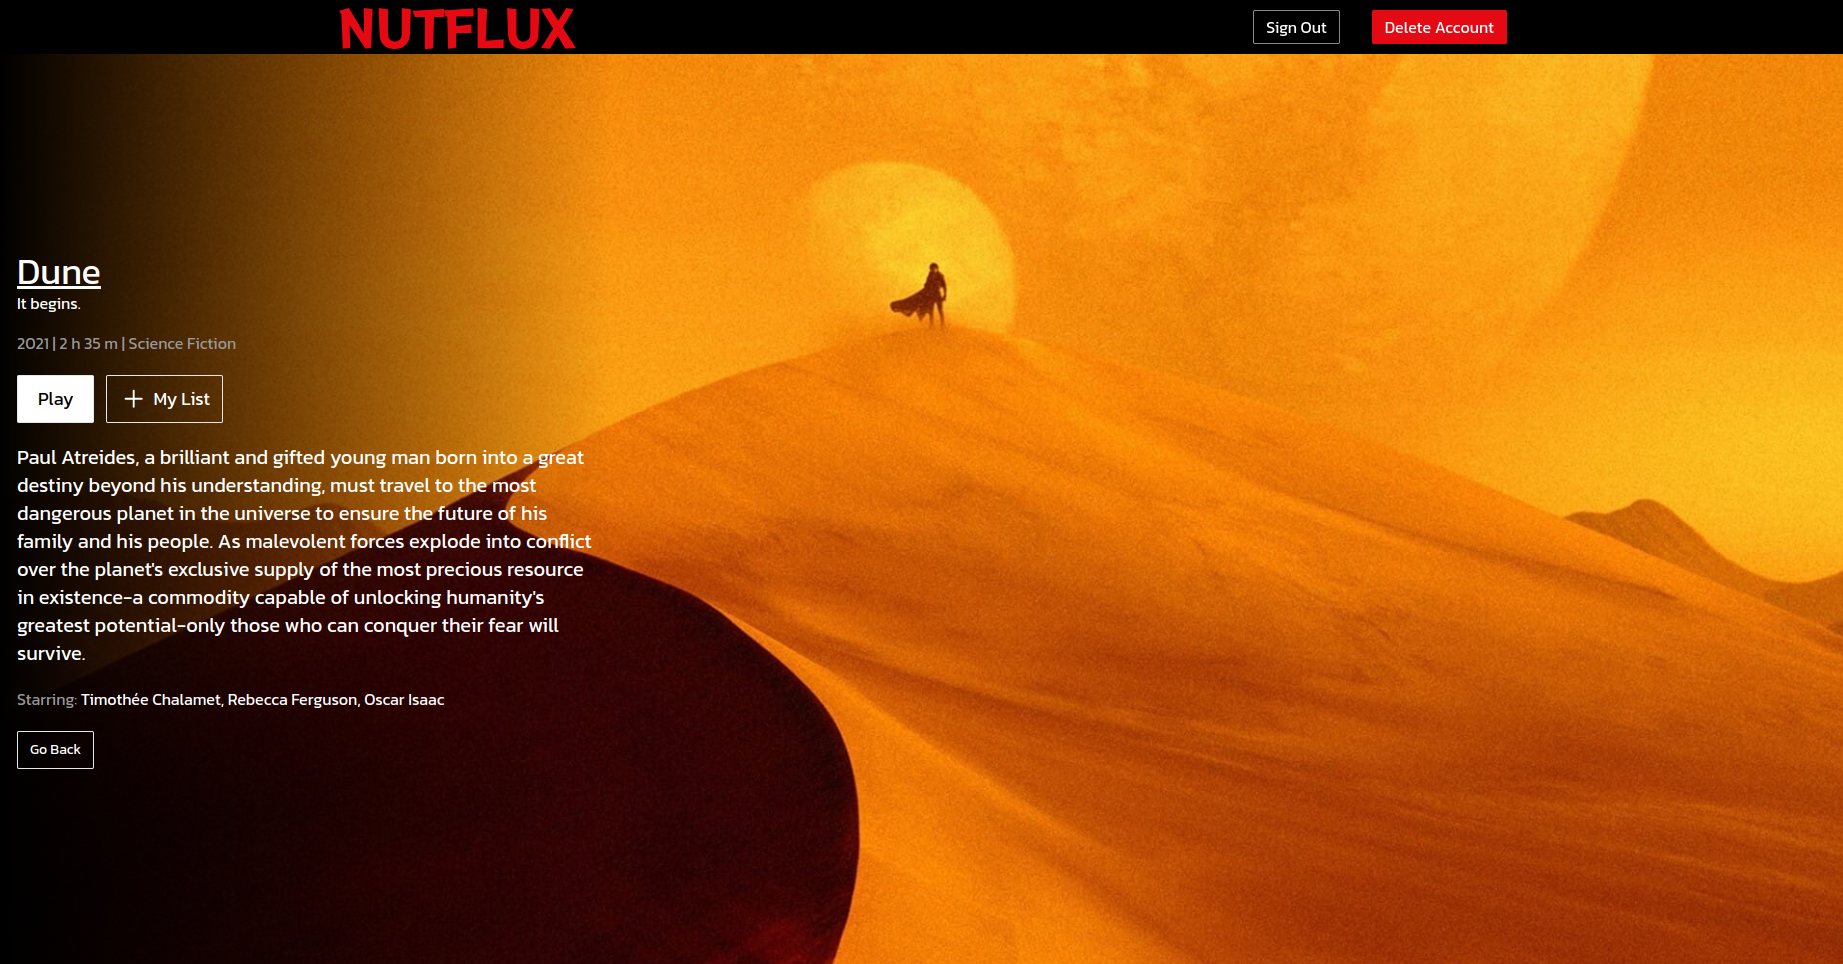 NUTFLUX
Sign Out
Delete Account
Dune
It begins.
2021 | 2 h 35 m | Science Fiction
Play
+ My List
Paul Atreides, a brilliant and gifted young man born into a great
destiny beyond his understanding, must travel to the most
dangerous planet in the universe to ensure the future of his
family and his people. As malevolent forces explode into conflict
over the planet's exclusive supply of the most precious resource
in existence-a commodity capable of unlocking humanity's
greatest potential-only those who can conquer their fear will
survive.
Starring: Timothée Chalamet, Rebecca Ferguson, Oscar Isaac
Go Back